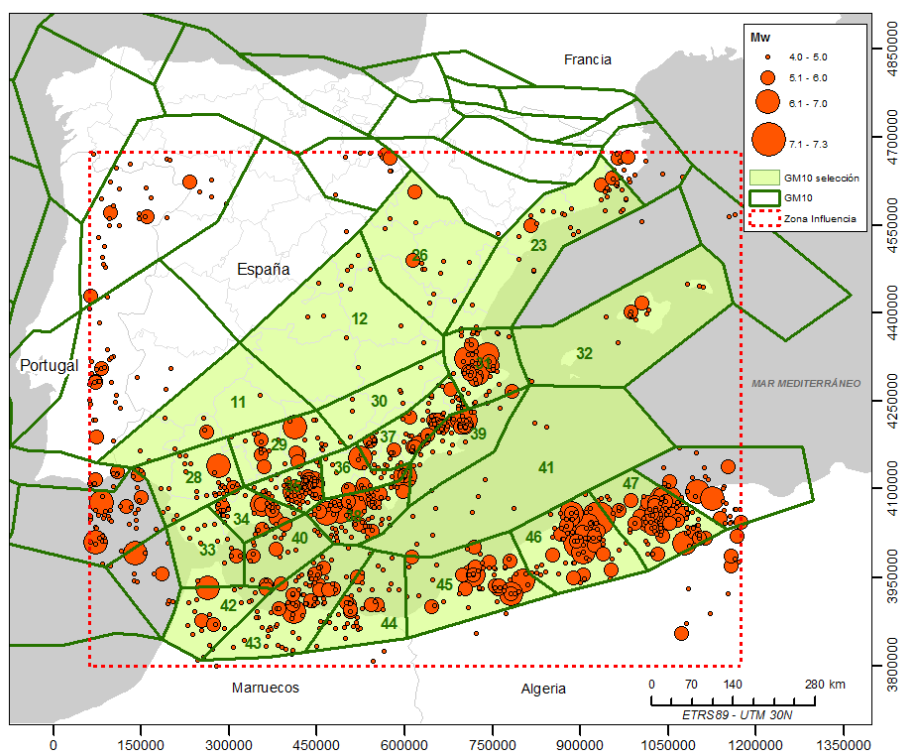 Francia
España
Portugal
MAR MEDITERRÁNEO
Marruecos
Algeria
Mw
4.0 - 5.0
5.1 - 6.0
6.1 - 7.0
7.1 - 7.3
GM10 selección
GM10
Zona Influencia
26
23
12
32
11
30
29
37
39
36
28
41
34
33
40
47
46
45
42
44
43
0 70 140 280 km
ETRS89 - UTM 30N
0 150000 300000 450000 600000 750000 900000 1050000 1200000 1350000
4850000
4700000
4550000
4400000
4250000
4100000
3950000
3800000